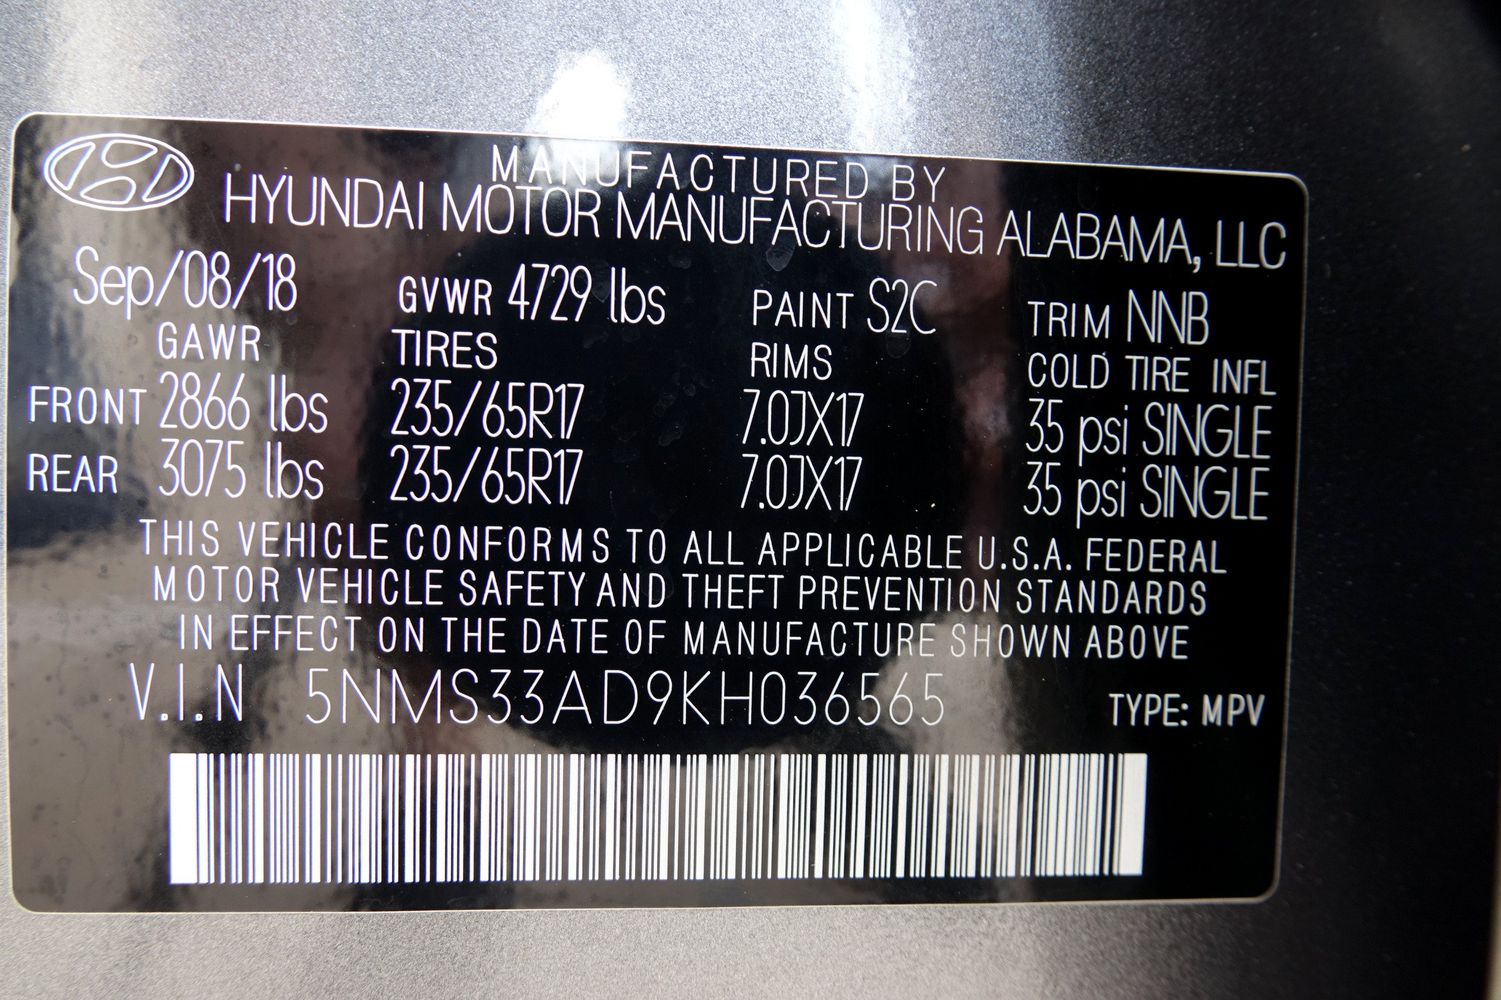 MANUFACTURED BY
HYUNDAI MOTOR MANUFACTURING ALABAMA, LLC
Sep/08/18 GVWR 4729 lbs PAINT S2C TRIM NNB
GAWR TIRES RIMS COLD TIRE INFL
FRONT 2866 lbs 235/65R17 7.0JX17 35 psi SINGLE
REAR 3075 lbs 235/65R17 7.0JX17 35 psi SINGLE
THIS VEHICLE CONFORMS TO ALL APPLICABLE U.S.A. FEDERAL
MOTOR VEHICLE SAFETY AND THEFT PREVENTION STANDARDS
IN EFFECT ON THE DATE OF MANUFACTURE SHOWN ABOVE
V.I.N 5NMS33AD9KH036565 TYPE: MPV